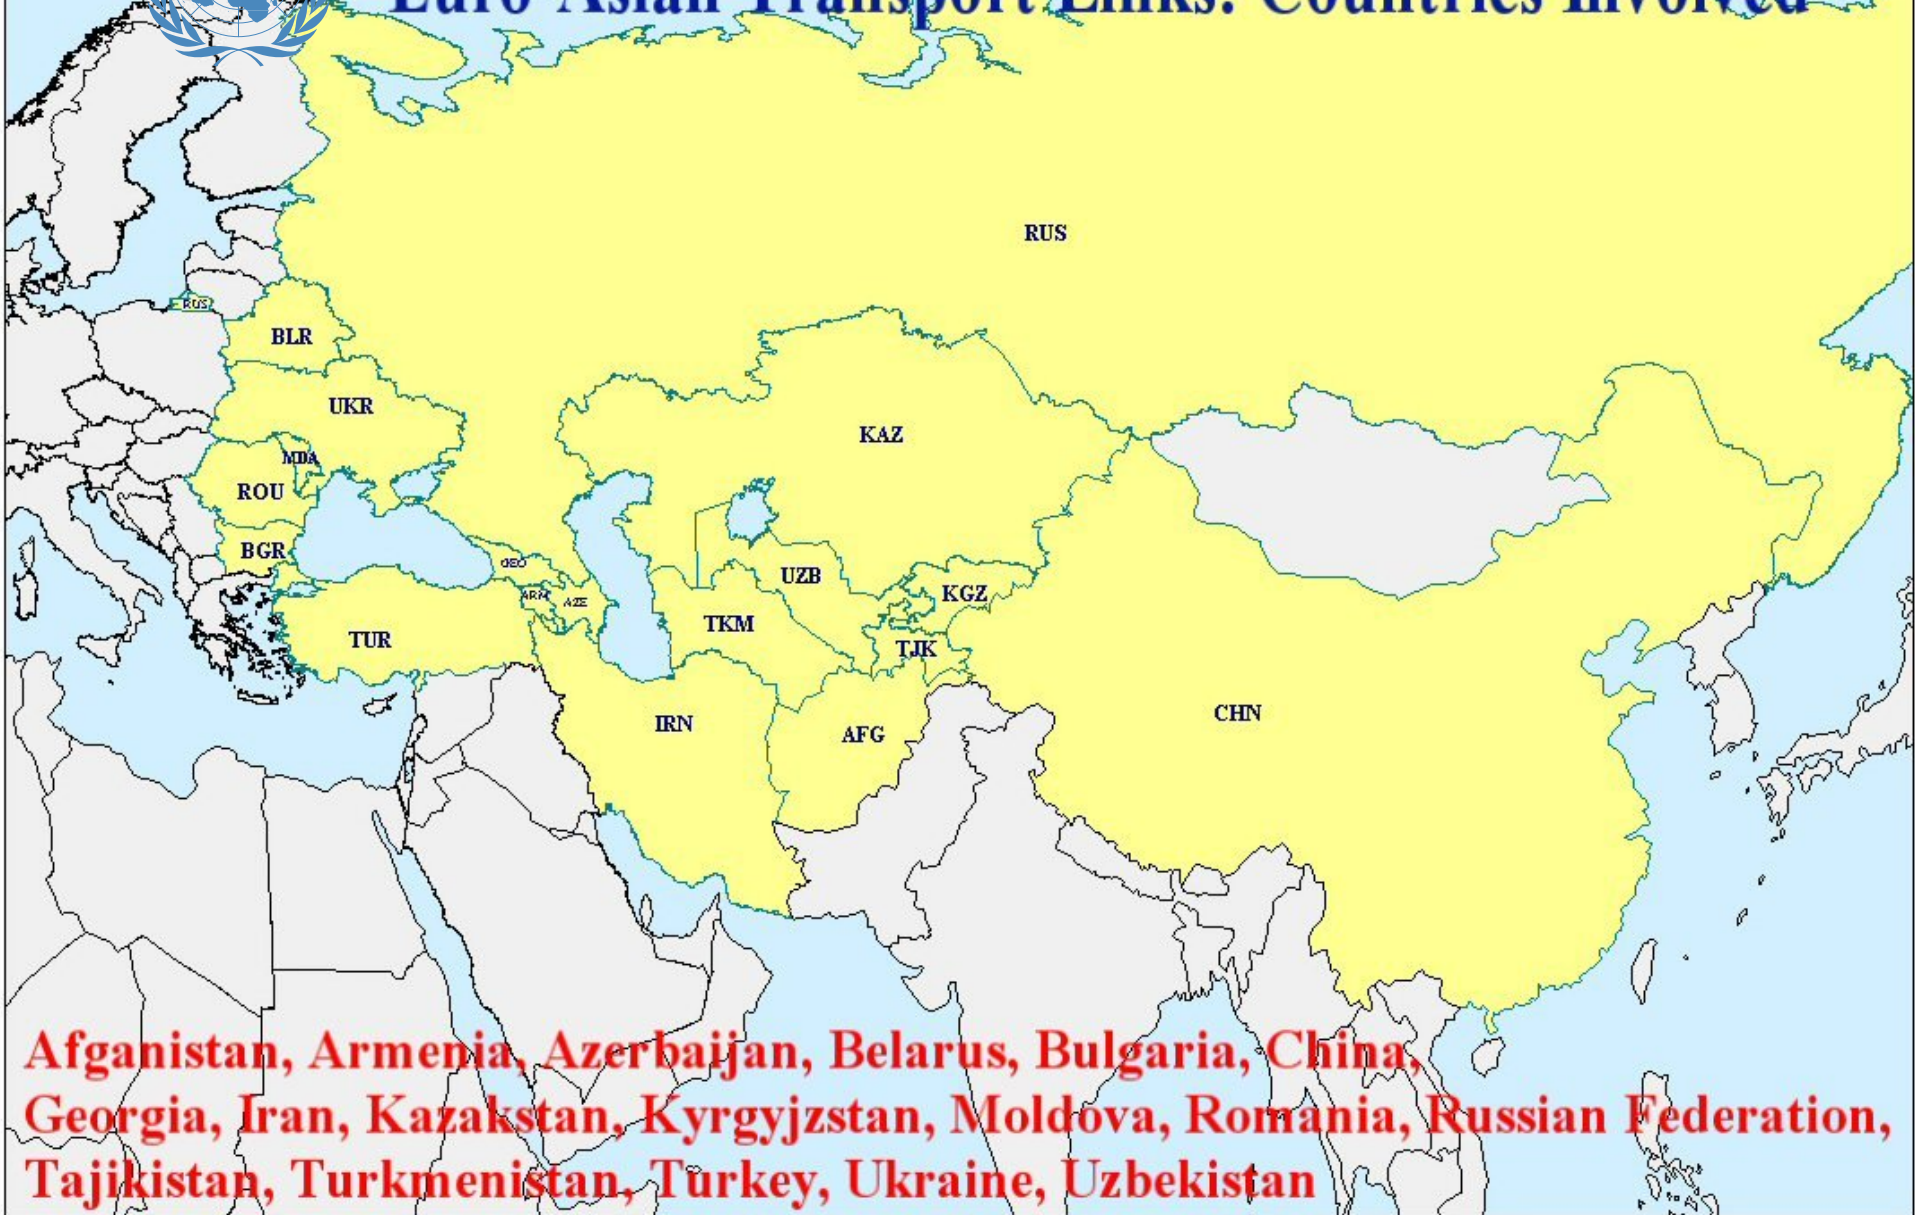 Euro-Asian Transport Links: Countries Involved
RUS
RUS
BLR
UKR
KAZ
MDA
ROU
BGR
GEO
UZB
KGZ
ARM
AZE
TKM
TUR
TJK
CHN
IRN
AFG
Afganistan, Armenia, Azerbaijan, Belarus, Bulgaria, China,
Georgia, Iran, Kazakstan, Kyrgyjzstan, Moldova, Romania, Russian Federation,
Tajikistan, Turkmenistan, Turkey, Ukraine, Uzbekistan